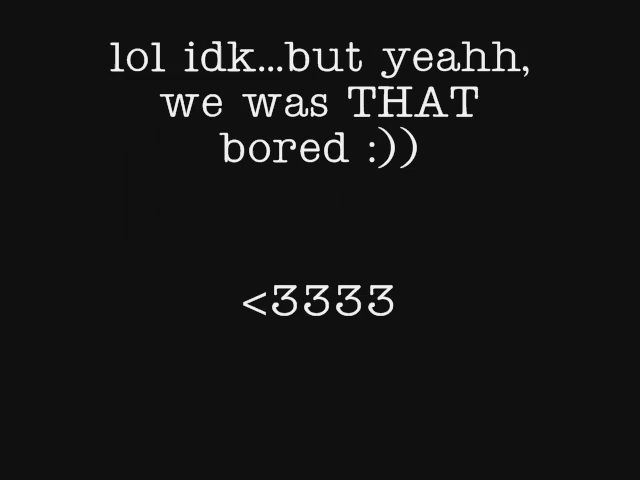 lol idk...but yeahh,
we was THAT
bored :))
<3333